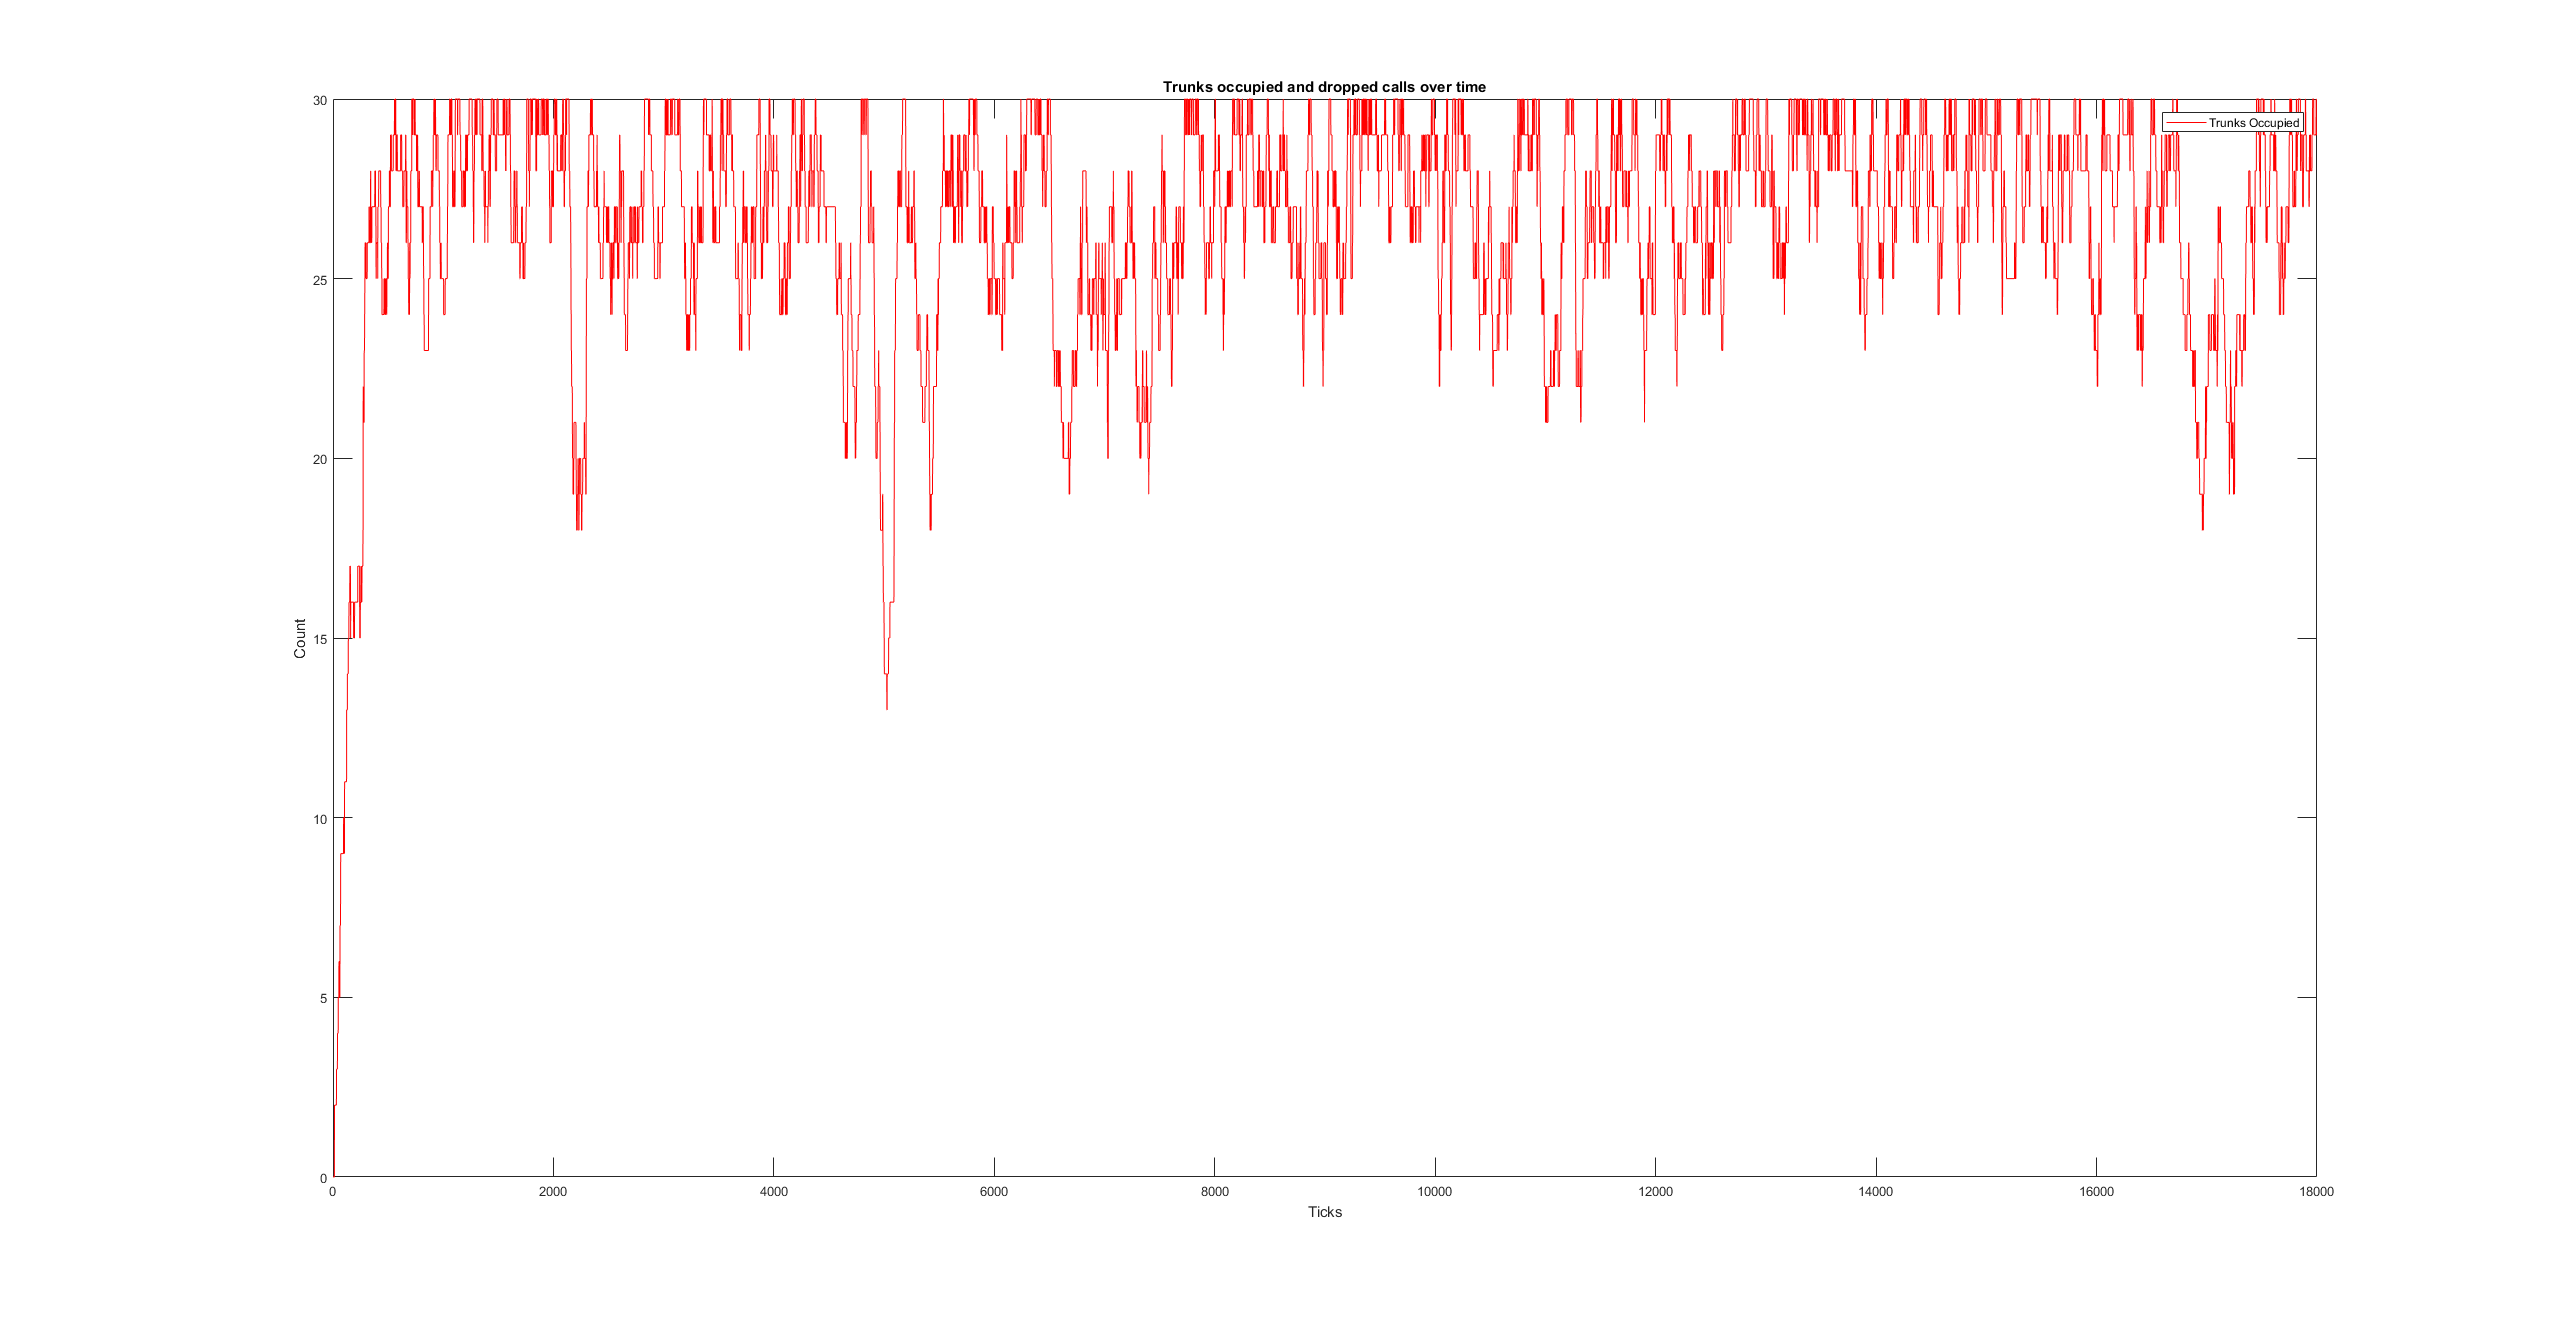 Trunks occupied and dropped calls over time
30
25
20
15
10
5
0
Count
Trunks Occupied
0 2000 4000 6000 8000 10000 12000 14000 16000 18000
Ticks